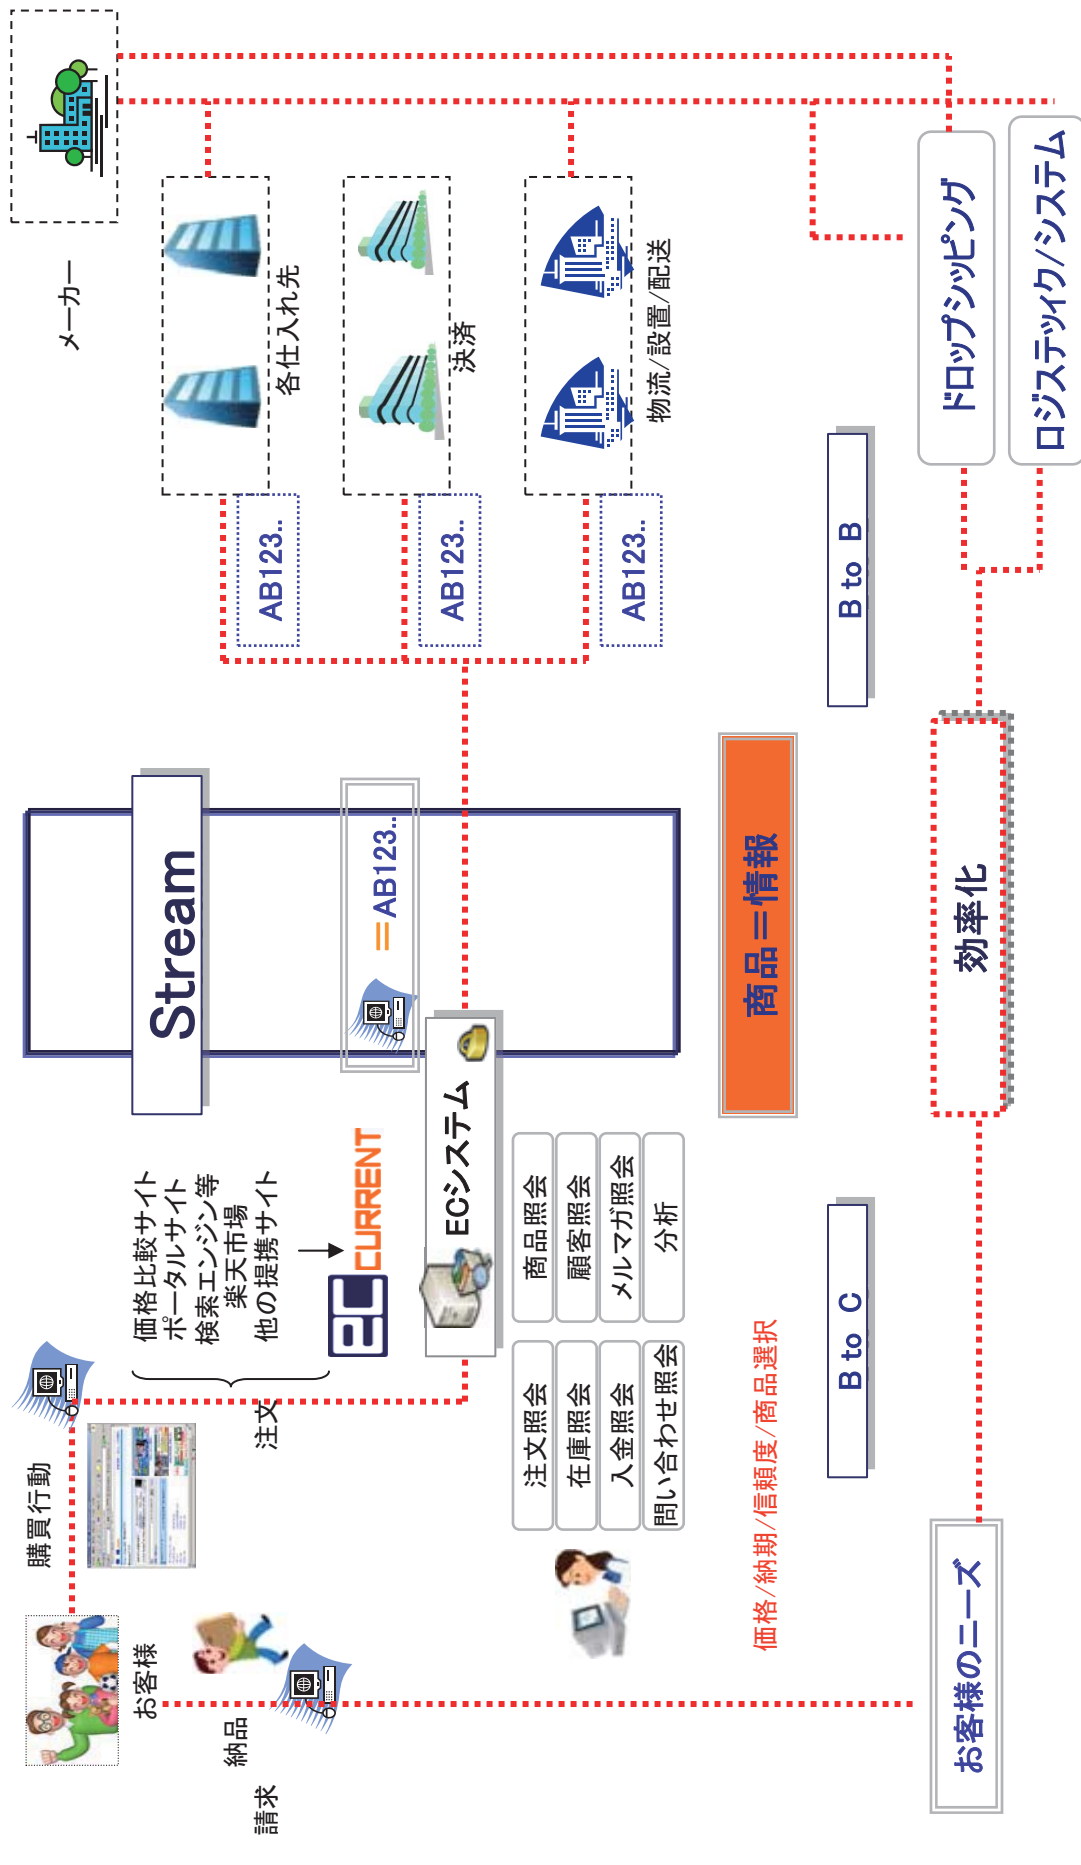 お客様
購買行動
注文
価格比較サイト
ポータルサイト
検索エンジン等
楽天市場
他の提携サイト
Stream
メーカー
納品
請求
eC CURRENT
＝AB123..
AB123..
AB123..
AB123..
各仕入れ先
決済
物流/設置/配送
ECシステム
注文照会
商品照会
在庫照会
顧客照会
入金照会
メルマガ照会
問い合わせ照会
分析
価格/納期/信頼度/商品選択
商品＝情報
B to C
B to B
お客様のニーズ
効率化
ドロップシッピング
ロジステッィク/システム